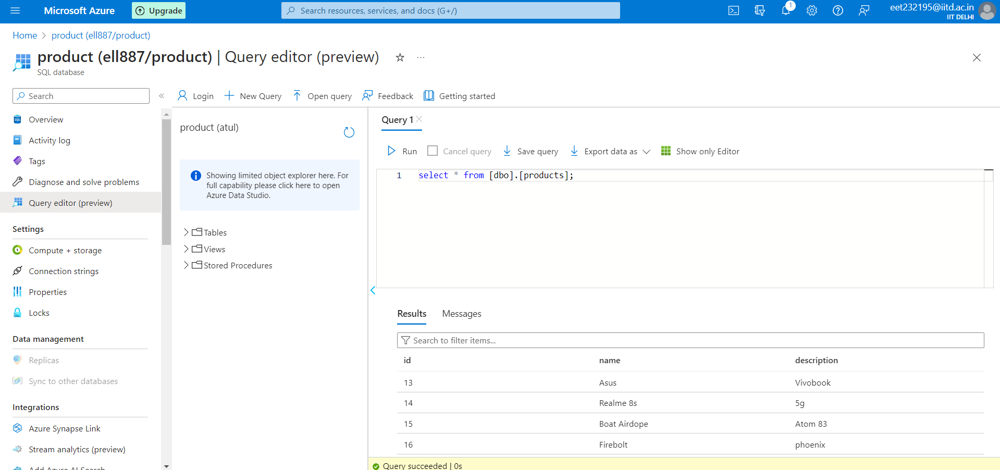 Microsoft Azure
Upgrade
Search resources, services, and docs (G+/)
1
eet232195@iitd.ac.in
IIT DELHI
Home > product (ell887/product)
product (ell887/product) | Query editor (preview)
SQL database
Search
«
Login
New Query
Open query
Feedback
Getting started
Overview
Activity log
Tags
Diagnose and solve problems
Query editor (preview)
Settings
Compute + storage
Connection strings
Properties
Locks
Data management
Replicas
Sync to other databases
Integrations
Azure Synapse Link
Stream analytics (preview)
Add Azure AI Search
product (atul)
Showing limited object explorer here. For
full capability please click here to open
Azure Data Studio.
Tables
Views
Stored Procedures
Query 1
Run
Cancel query
Save query
Export data as
Show only Editor
1 select * from [dbo].[products];
Results
Messages
Search to filter items...
id name description
13 Asus Vivobook
14 Realme 8s 5g
15 Boat Airdope Atom 83
16 Firebolt phoenix
Query succeeded | 0s